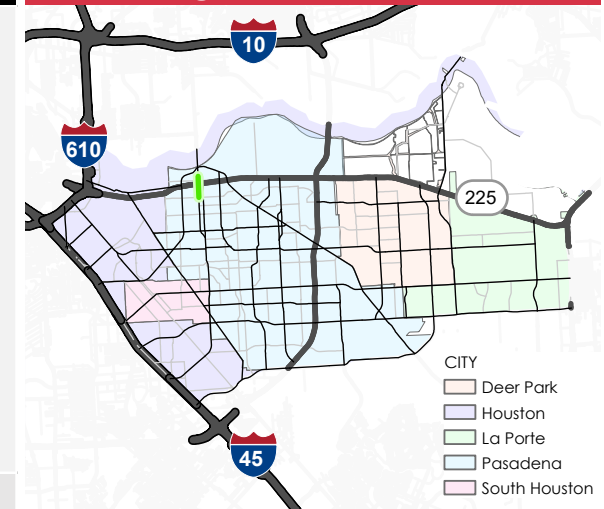 10
610
225
CITY
Deer Park
Houston
La Porte
Pasadena
South Houston
45